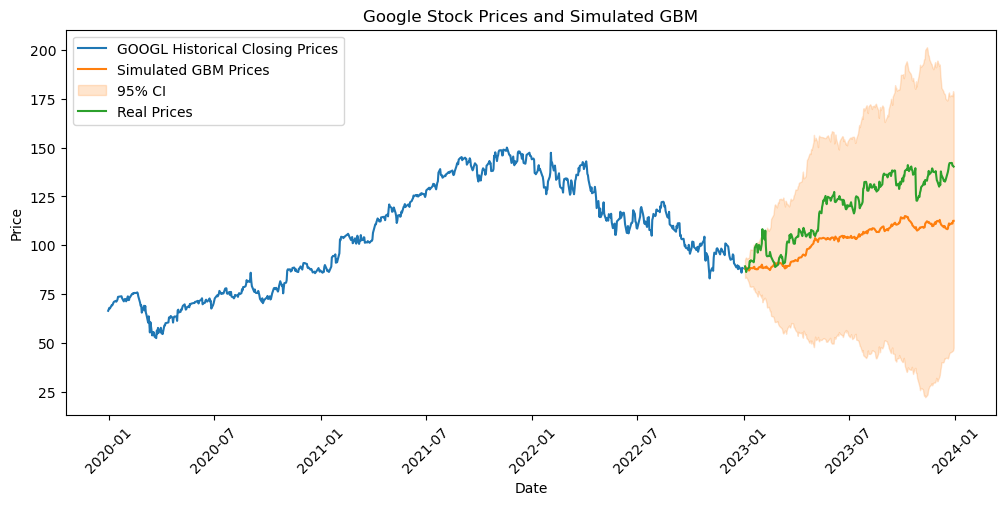 Google Stock Prices and Simulated GBM
GOOGL Historical Closing Prices
Simulated GBM Prices
95% CI
Real Prices
200
175
150
125
100
75
50
25
Price
2020-01
2020-07
2021-01
2021-07
2022-01
2022-07
2023-01
2023-07
2024-01
Date